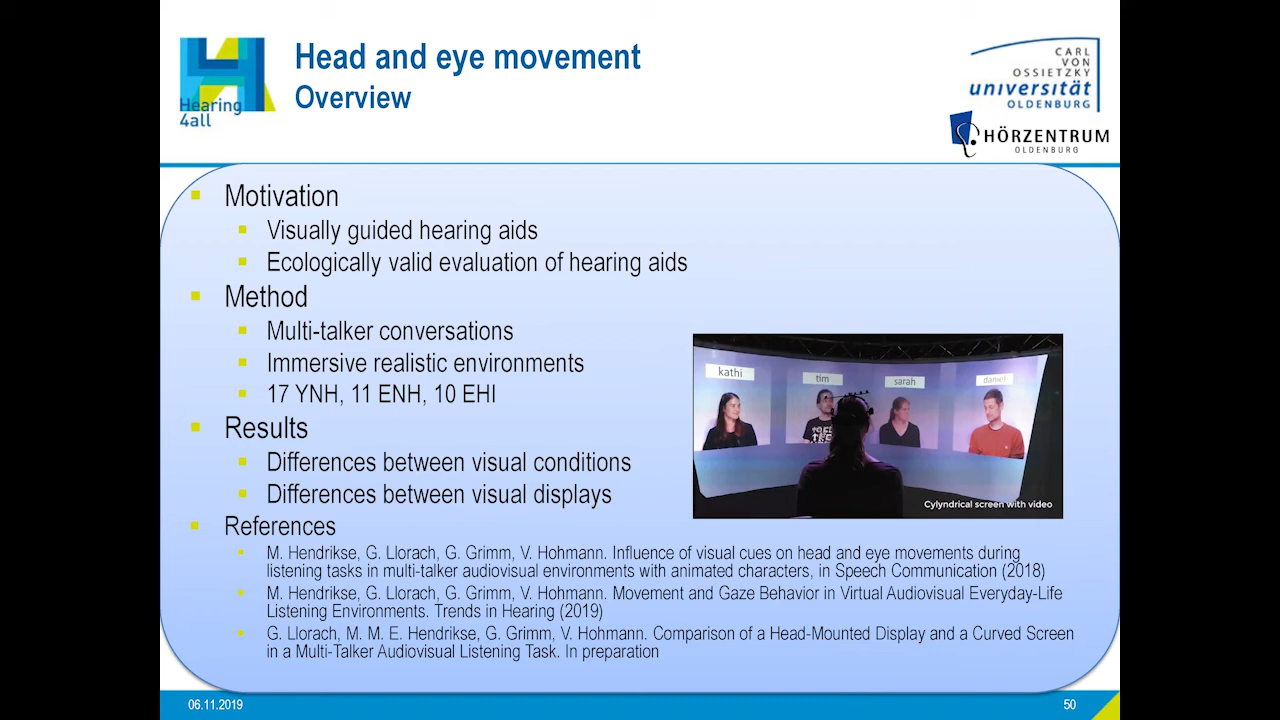 Hearing
4all
Head and eye movement
Overview
CARL
VON
OSSIETZKY
universität
OLDENBURG
HÖRZENTRUM
OLDENBURG
Motivation
Visually guided hearing aids
Ecologically valid evaluation of hearing aids
Method
Multi-talker conversations
Immersive realistic environments
17 YNH, 11 ENH, 10 EHI
Results
Differences between visual conditions
Differences between visual displays
kathi
tim
sarah
daniel
Cylyndrical screen with video
References
M. Hendrikse, G. Llorach, G. Grimm, V. Hohmann. Influence of visual cues on head and eye movements during
listening tasks in multi-talker audiovisual environments with animated characters, in Speech Communication (2018)
M. Hendrikse, G. Llorach, G. Grimm, V. Hohmann. Movement and Gaze Behavior in Virtual Audiovisual Everyday-Life
Listening Environments. Trends in Hearing (2019)
G. Llorach, M. M. E. Hendrikse, G. Grimm, V. Hohmann. Comparison of a Head-Mounted Display and a Curved Screen
in a Multi-Talker Audiovisual Listening Task. In preparation
06.11.2019
50